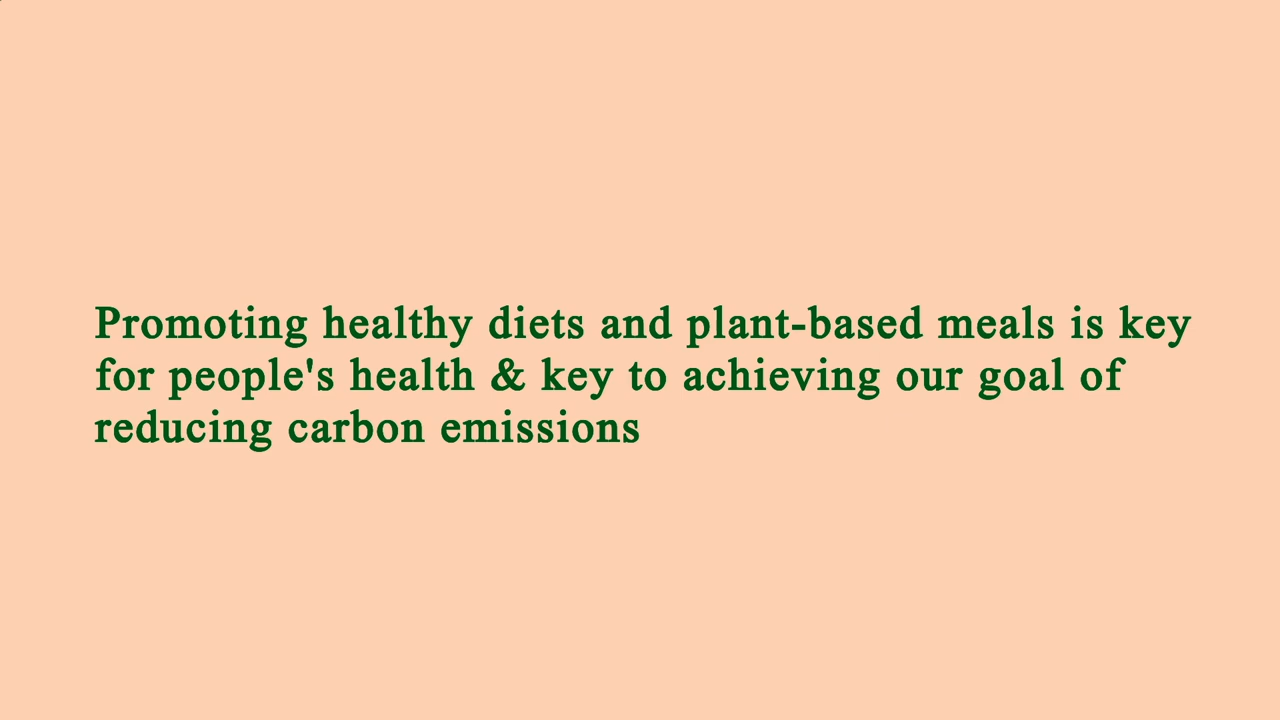 Promoting healthy diets and plant-based meals is key
for people's health & key to achieving our goal of
reducing carbon emissions